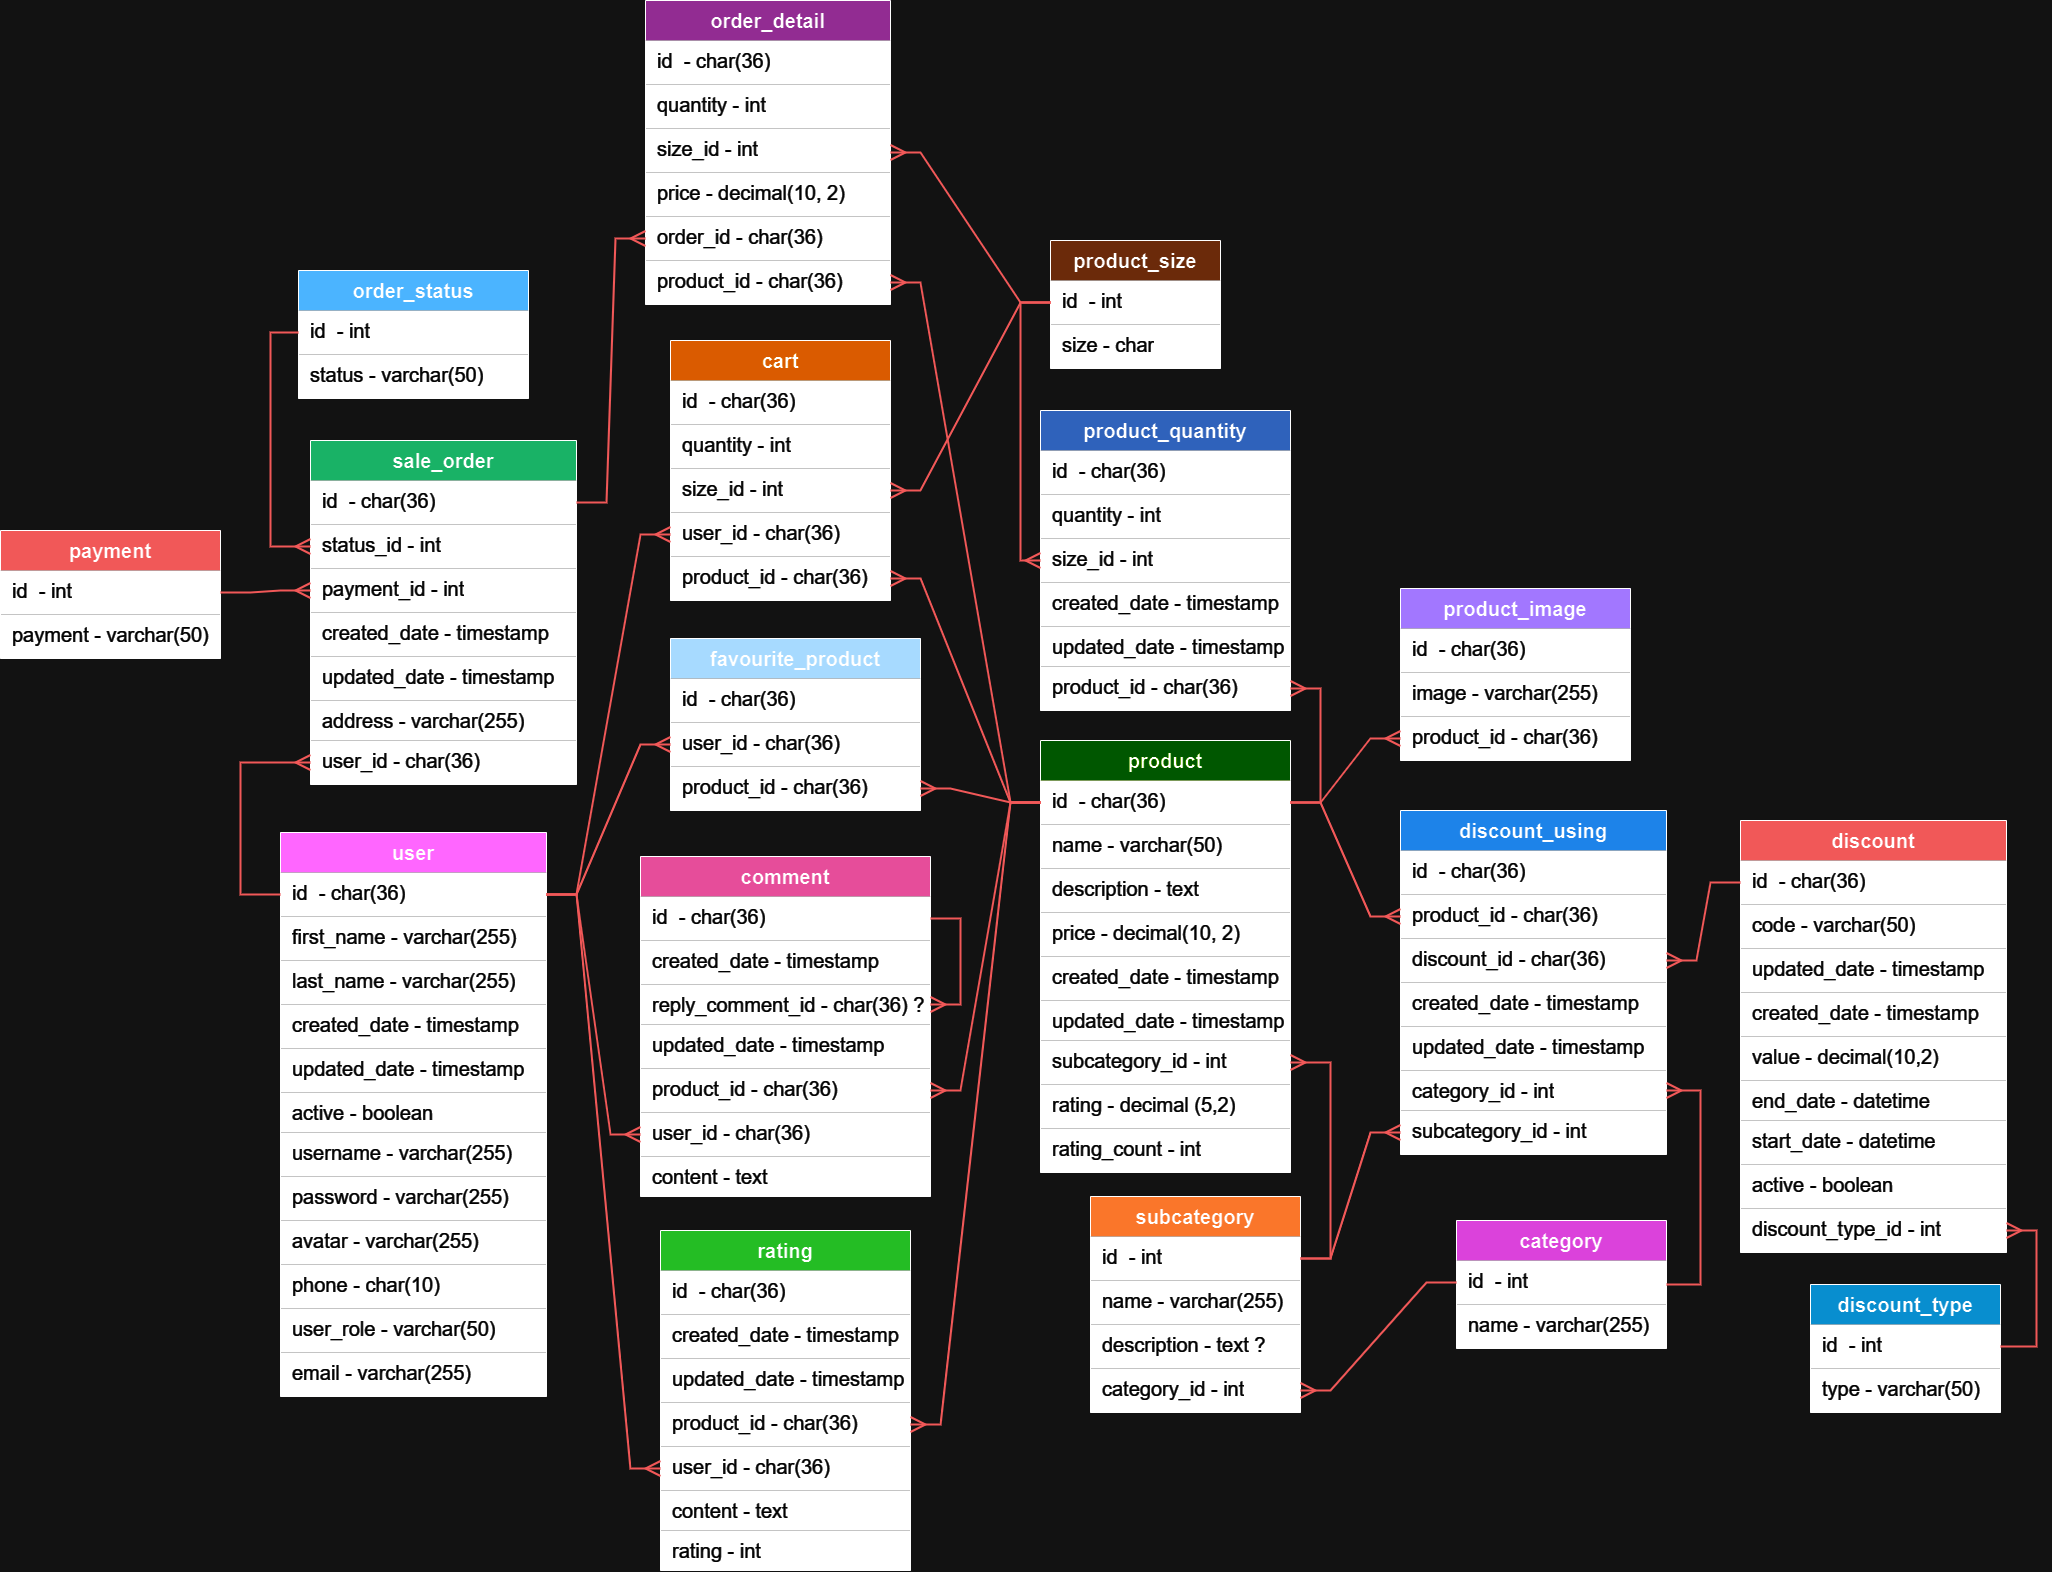 order_detail
id - char(36)
quantity - int
size_id - int
price - decimal(10, 2)
order_id - char(36)
product_id - char(36)
order_status
id - int
status - varchar(50)
product_size
id - int
size - char
cart
id - char(36)
quantity - int
size_id - int
user_id - char(36)
product_id - char(36)
sale_order
id - char(36)
status_id - int
payment_id - int
created_date - timestamp
updated_date - timestamp
address - varchar(255)
user_id - char(36)
payment
id - int
payment - varchar(50)
product_quantity
id - char(36)
quantity - int
size_id - int
created_date - timestamp
updated_date - timestamp
product_id - char(36)
product_image
id - char(36)
image - varchar(255)
product_id - char(36)
favourite_product
id - char(36)
user_id - char(36)
product_id - char(36)
user
id - char(36)
first_name - varchar(255)
last_name - varchar(255)
created_date - timestamp
updated_date - timestamp
active - boolean
username - varchar(255)
password - varchar(255)
avatar - varchar(255)
phone - char(10)
user_role - varchar(50)
email - varchar(255)
comment
id - char(36)
created_date - timestamp
reply_comment_id - char(36) ?
updated_date - timestamp
product_id - char(36)
user_id - char(36)
content - text
product
id - char(36)
name - varchar(50)
description - text
price - decimal(10, 2)
created_date - timestamp
updated_date - timestamp
subcategory_id - int
rating - decimal (5,2)
rating_count - int
discount_using
id - char(36)
product_id - char(36)
discount_id - char(36)
created_date - timestamp
updated_date - timestamp
category_id - int
subcategory_id - int
discount
id - char(36)
code - varchar(50)
updated_date - timestamp
created_date - timestamp
value - decimal(10,2)
end_date - datetime
start_date - datetime
active - boolean
discount_type_id - int
rating
id - char(36)
created_date - timestamp
updated_date - timestamp
product_id - char(36)
user_id - char(36)
content - text
rating - int
subcategory
id - int
name - varchar(255)
description - text ?
category_id - int
category
id - int
name - varchar(255)
discount_type
id - int
type - varchar(50)